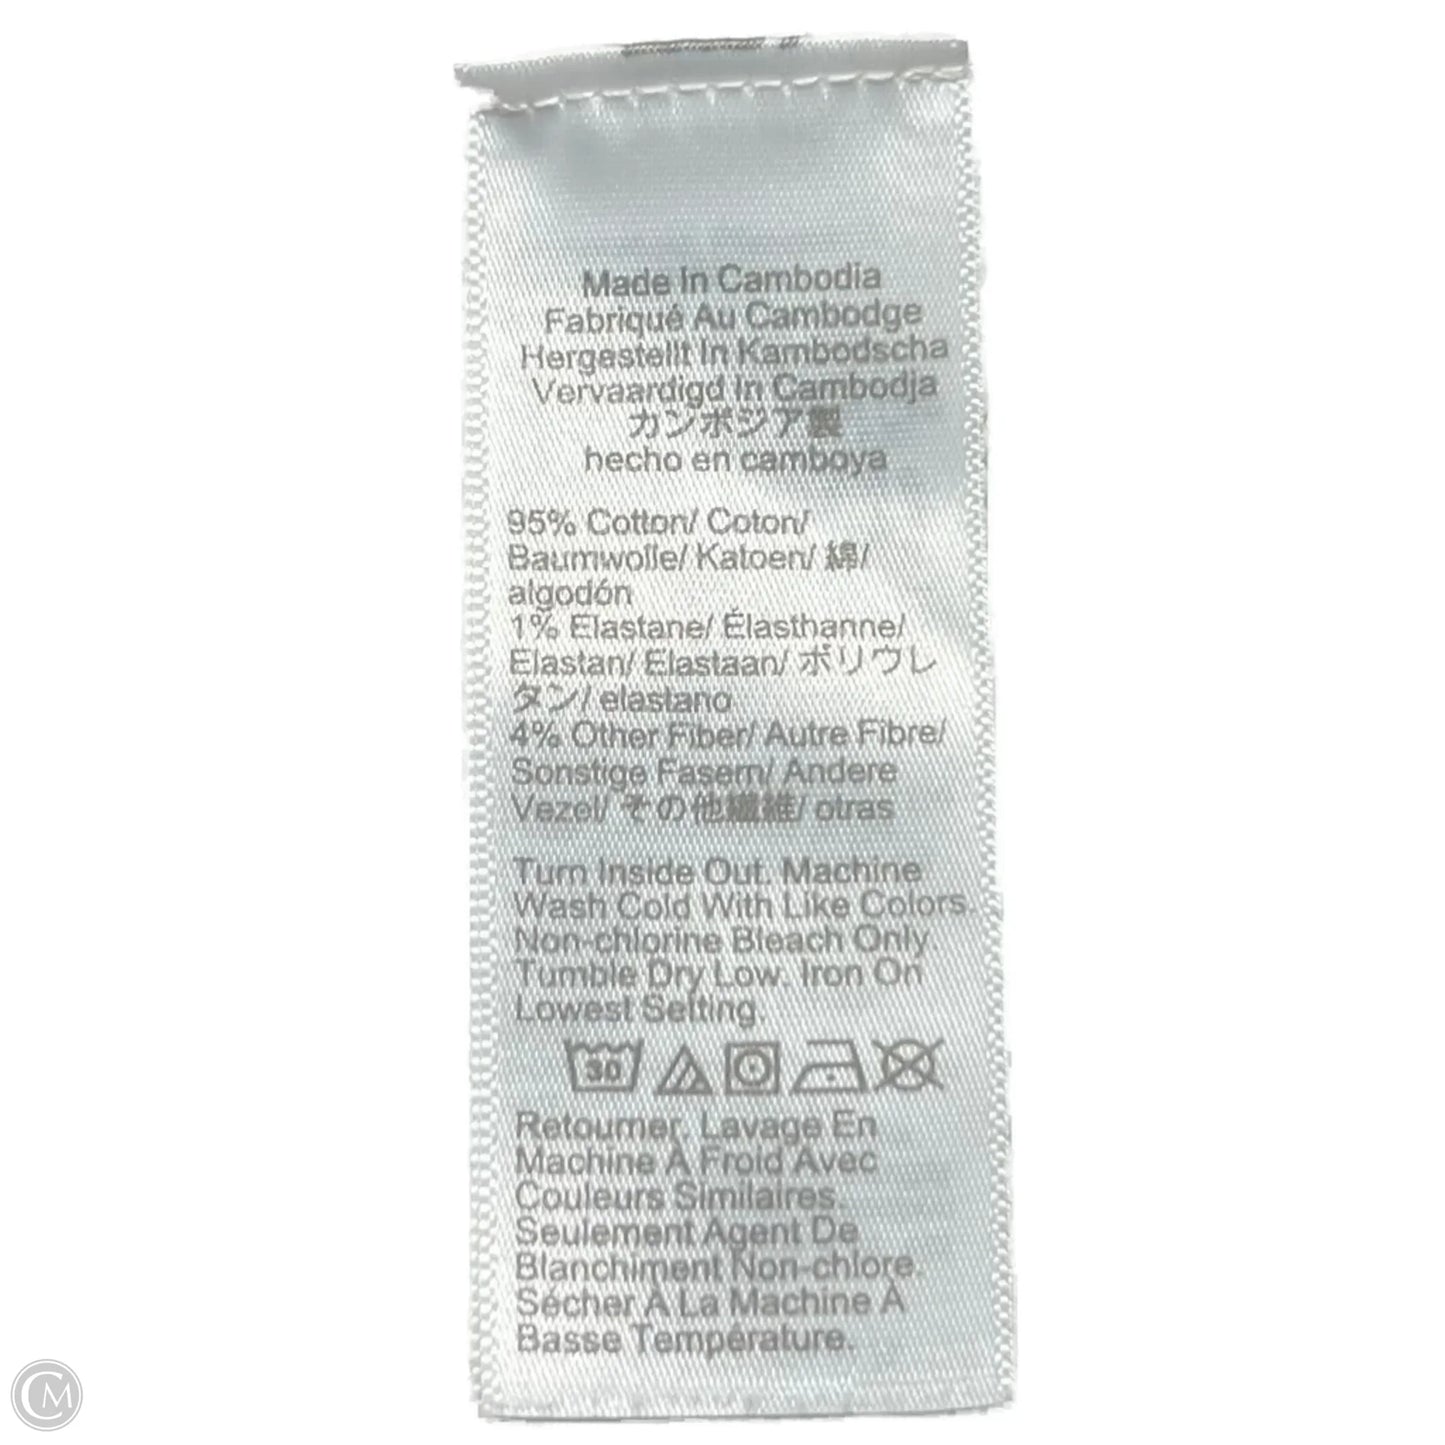 Made In Cambodia
Fabriqué Au Cambodge
Hergestellt In Kambodscha
Vervaardigd In Cambodja
カンボジア製
hecho en camboya
95% Cotton/ Coton/
Baumwolle/ Katoen/ 綿/
algodón
1% Elastane/ Élasthanne/
Elastan/ Elastaan/ ポリウレ
タン/ elastano
4% Other Fiber/ Autre Fibre/
Sonstige Fasern/ Andere
Vezel/ その他繊維/ otras
Turn Inside Out. Machine
Wash Cold With Like Colors.
Non-chlorine Bleach Only
Tumble Dry Low. Iron On
Lowest Setting.
30
Retourner. Lavage En
Machine À Froid Avec
Couleurs Similaires.
Seulement Agent De
Blanchiment Non-chlore.
Sécher À La Machine À
Basse Température.
CM